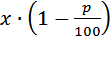 x · (1 − p/100)